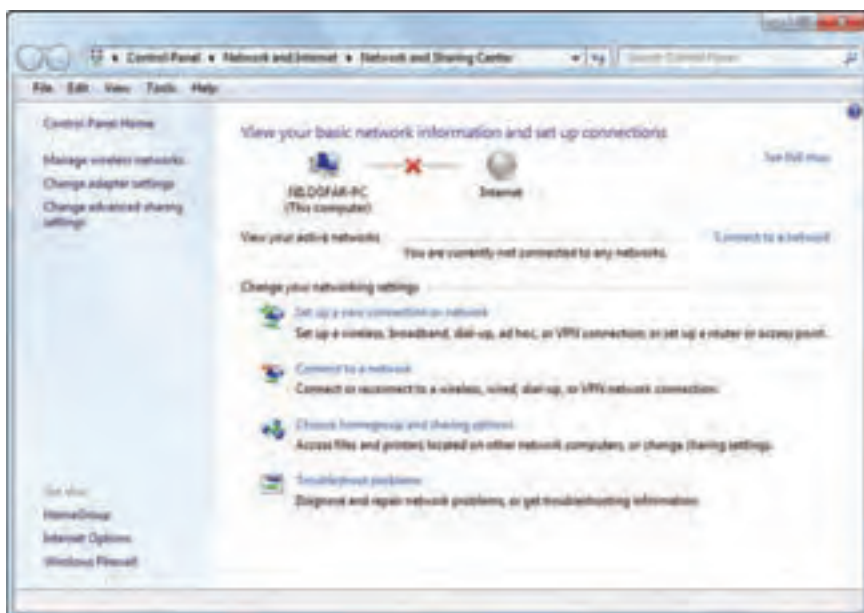 Control Panel Network and Internet Network and Sharing Center Search Control Panel
File Edit View Tools Help
Control Panel Home
Manage wireless networks
Change adapter settings
Change advanced sharing
settings
See also
HomeGroup
Internet Options
Windows Firewall
View your basic network information and set up connections
See full map
-PC
(This computer)
Internet
View your active networks
Connect to a network
You are currently not connected to any networks.
Change your networking settings
Set up a new connection or network
Set up a wireless, broadband, dial-up, ad hoc, or VPN connection; or set up a router or access point.
Connect to a network
Connect or reconnect to a wireless, wired, dial-up, or VPN network connection.
Choose homegroup and sharing options
Access files and printers located on other network computers, or change sharing settings.
Troubleshoot problems
Diagnose and repair network problems, or get troubleshooting information.